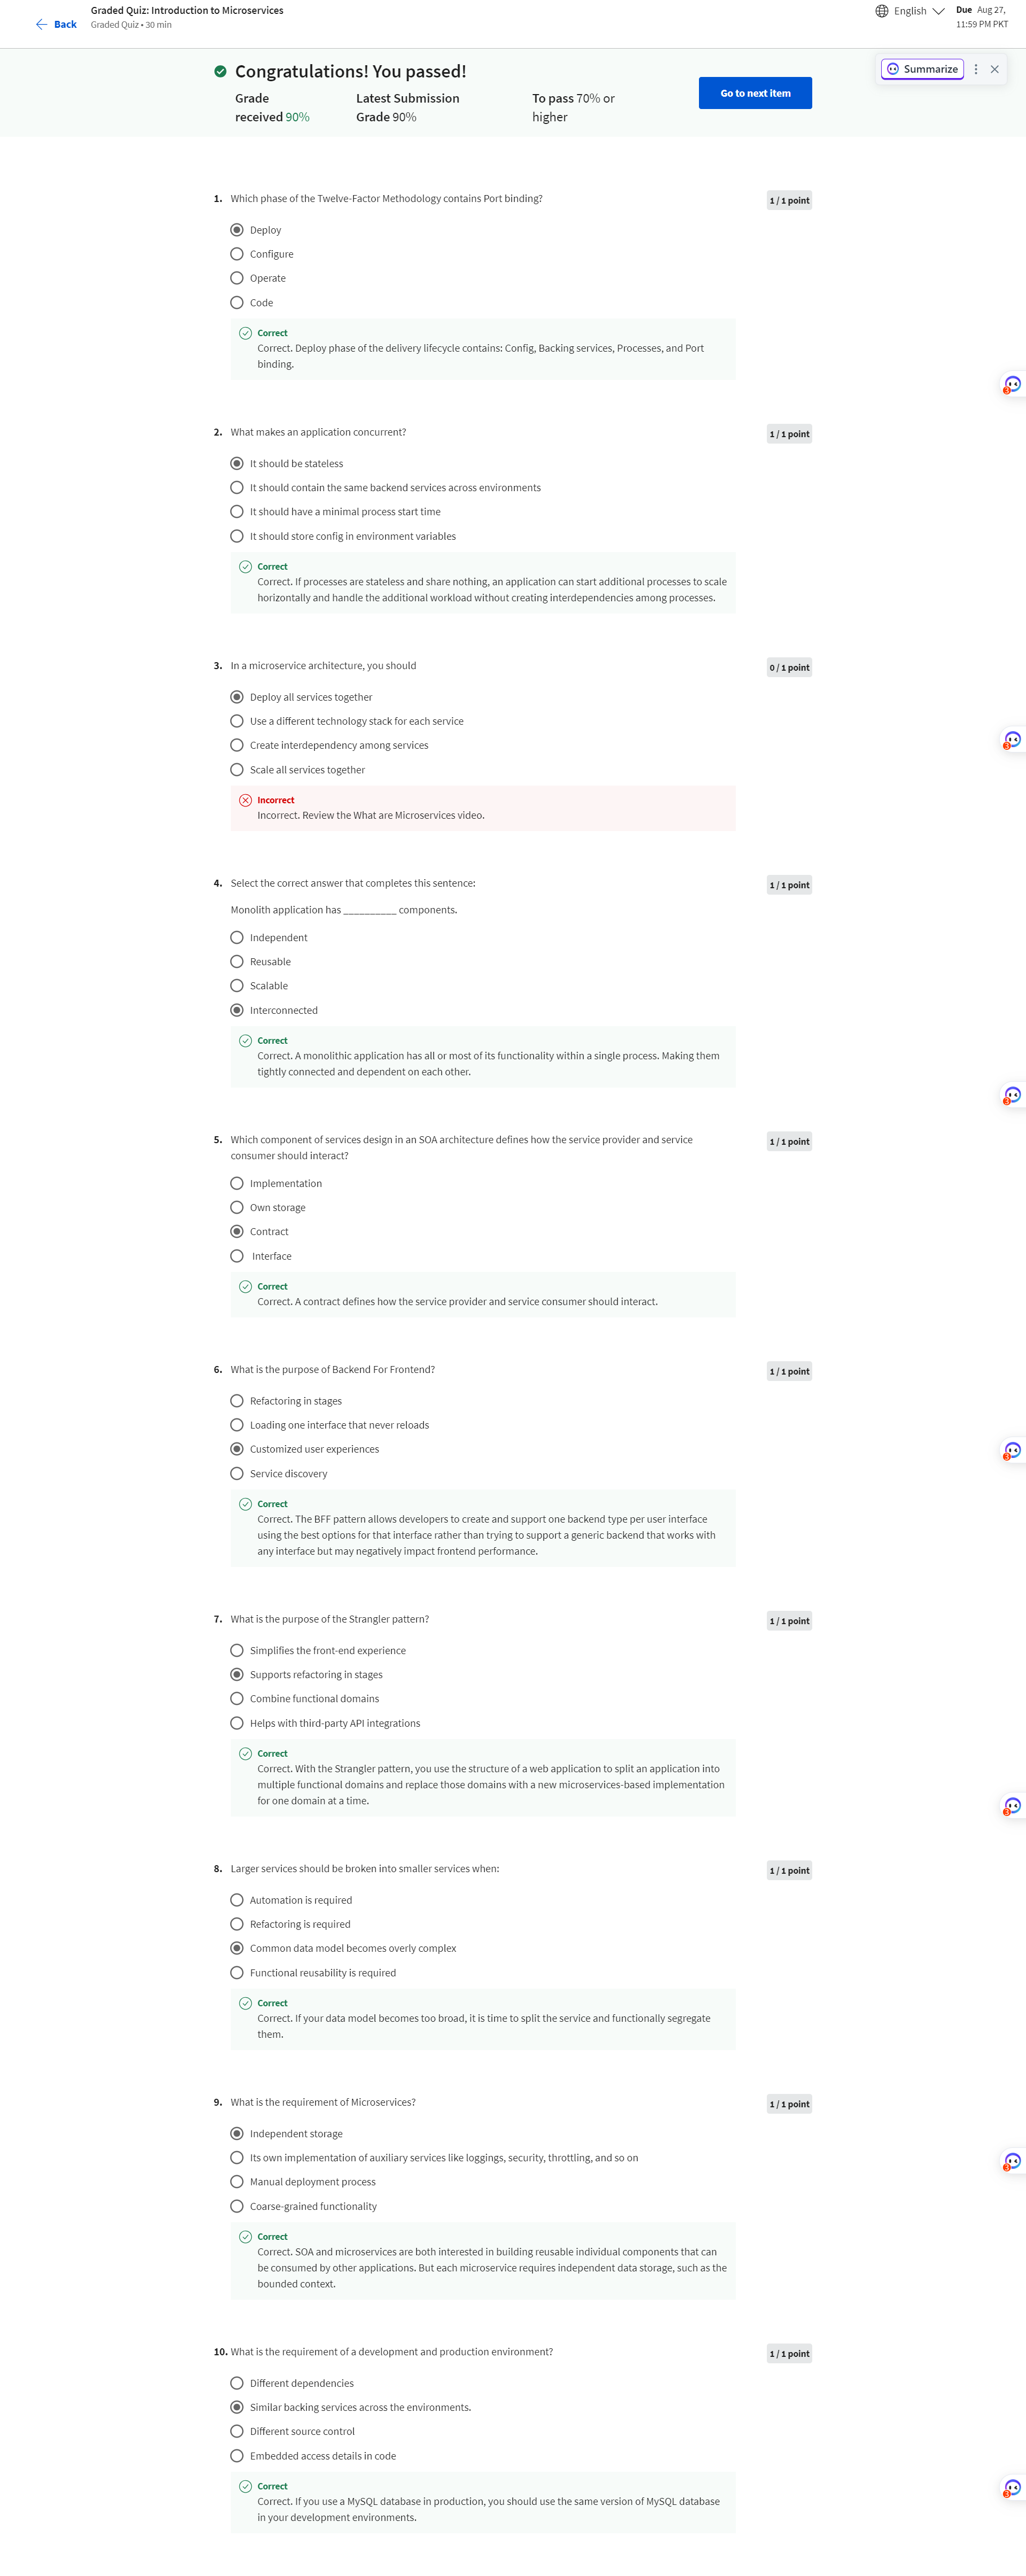 Back
Graded Quiz: Introduction to Microservices
Graded Quiz • 30 min
English
Due Aug 27,
11:59 PM PKT
Congratulations! You passed!
Grade
received 90%
Latest Submission
Grade 90%
To pass 70% or
higher
Go to next item
Summarize
1. Which phase of the Twelve-Factor Methodology contains Port binding?
1 / 1 point
Deploy
Configure
Operate
Code
Correct
Correct. Deploy phase of the delivery lifecycle contains: Config, Backing services, Processes, and Port
binding.
3
2. What makes an application concurrent?
1 / 1 point
It should be stateless
It should contain the same backend services across environments
It should have a minimal process start time
It should store config in environment variables
Correct
Correct. If processes are stateless and share nothing, an application can start additional processes to scale
horizontally and handle the additional workload without creating interdependencies among processes.
3. In a microservice architecture, you should
0 / 1 point
Deploy all services together
Use a different technology stack for each service
Create interdependency among services
3
Scale all services together
Incorrect
Incorrect. Review the What are Microservices video.
4. Select the correct answer that completes this sentence:
1 / 1 point
Monolith application has __________ components.
Independent
Reusable
Scalable
Interconnected
Correct
Correct. A monolithic application has all or most of its functionality within a single process. Making them
tightly connected and dependent on each other.
3
5. Which component of services design in an SOA architecture defines how the service provider and service
consumer should interact?
1 / 1 point
Implementation
Own storage
Contract
Interface
Correct
Correct. A contract defines how the service provider and service consumer should interact.
6. What is the purpose of Backend For Frontend?
1 / 1 point
Refactoring in stages
Loading one interface that never reloads
Customized user experiences
3
Service discovery
Correct
Correct. The BFF pattern allows developers to create and support one backend type per user interface
using the best options for that interface rather than trying to support a generic backend that works with
any interface but may negatively impact frontend performance.
7. What is the purpose of the Strangler pattern?
1 / 1 point
Simplifies the front-end experience
Supports refactoring in stages
Combine functional domains
Helps with third-party API integrations
Correct
Correct. With the Strangler pattern, you use the structure of a web application to split an application into
multiple functional domains and replace those domains with a new microservices-based implementation
for one domain at a time.
3
8. Larger services should be broken into smaller services when:
1 / 1 point
Automation is required
Refactoring is required
Common data model becomes overly complex
Functional reusability is required
Correct
Correct. If your data model becomes too broad, it is time to split the service and functionally segregate
them.
9. What is the requirement of Microservices?
1 / 1 point
Independent storage
Its own implementation of auxiliary services like loggings, security, throttling, and so on
3
Manual deployment process
Coarse-grained functionality
Correct
Correct. SOA and microservices are both interested in building reusable individual components that can
be consumed by other applications. But each microservice requires independent data storage, such as the
bounded context.
10. What is the requirement of a development and production environment?
1 / 1 point
Different dependencies
Similar backing services across the environments.
Different source control
Embedded access details in code
Correct
Correct. If you use a MySQL database in production, you should use the same version of MySQL database
in your development environments.
3